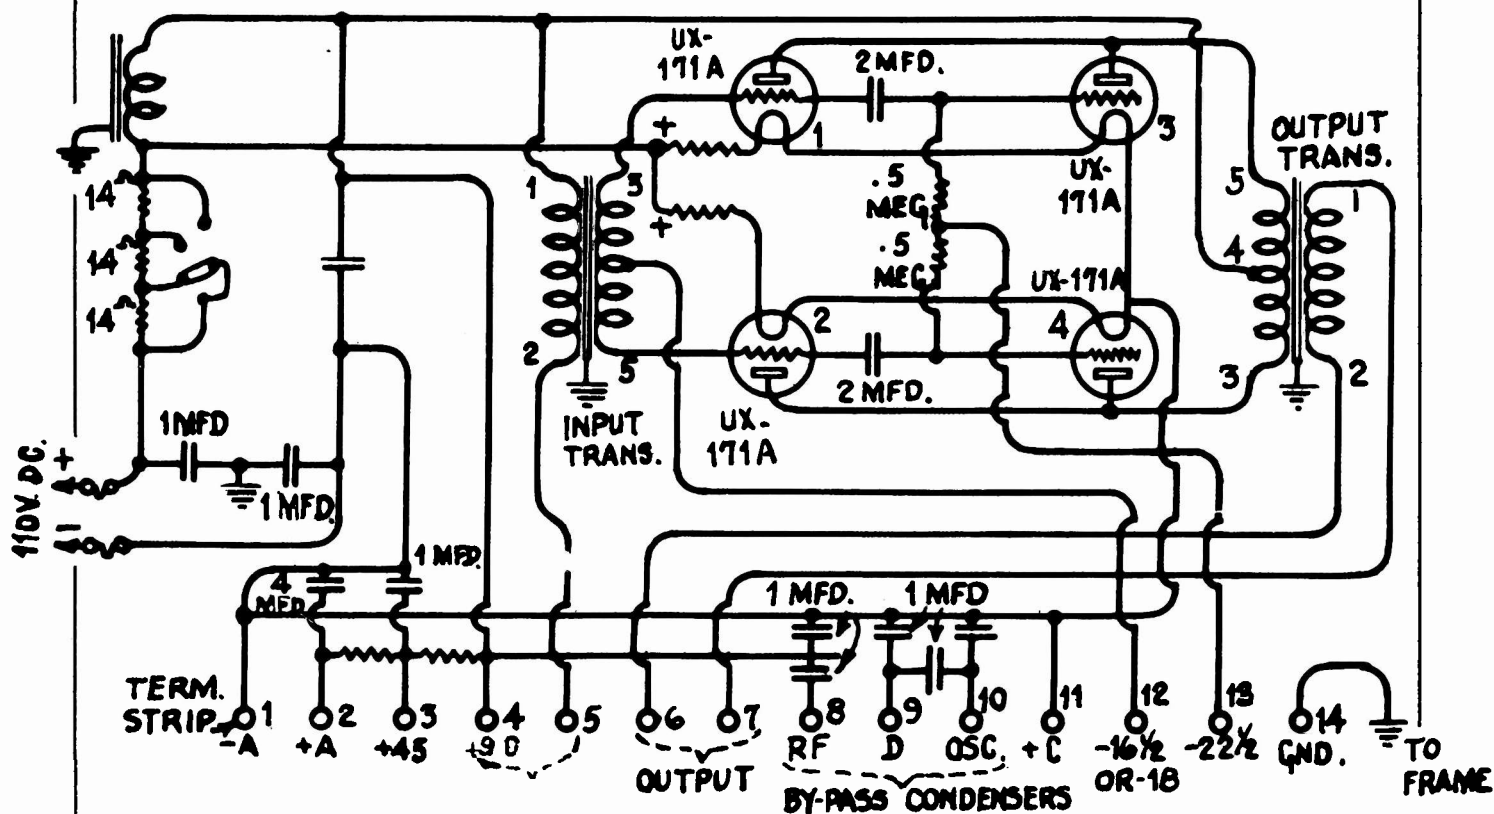 UX-
171A
2 MFD.
1
3
OUTPUT
TRANS.
+
14
14
14
1
3
.5
MEG.
.5
MEG.
UX-
171A
5
4
1
+
UX-171A
2
4
2
5
3
2
2 MFD.
INPUT
TRANS.
UX-
171A
1 MFD
1 MFD.
110V. D.C.
+
−
4
MFD.
1 MFD.
1 MFD.
1 MFD
TERM.
STRIP.
1
2
3
4
5
6
7
8
9
10
11
12
13
14
-A
+A
+45
+90
OUTPUT
RF
D
OSC.
+C
-16½
OR-18
-22½
GND.
TO
FRAME
BY-PASS CONDENSERS